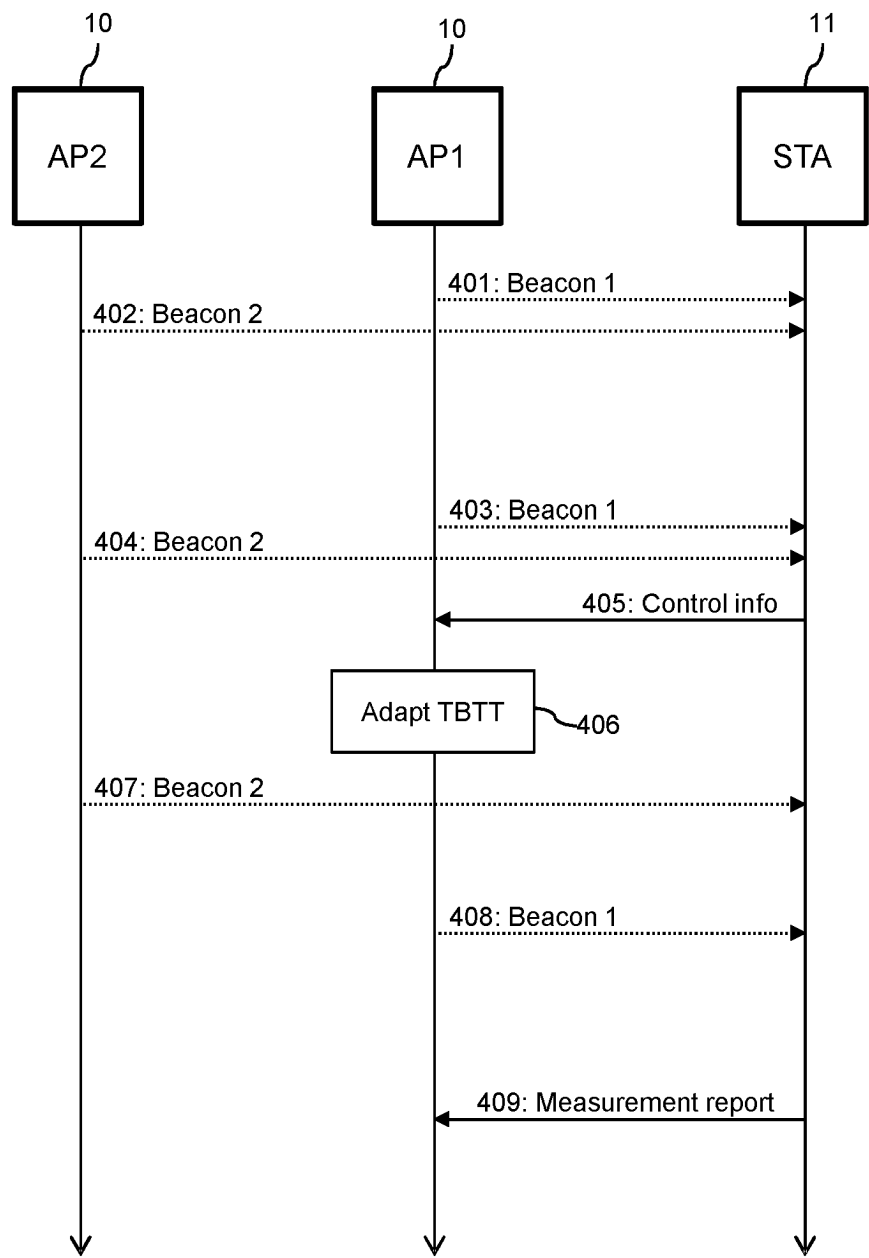 10
10
11
AP2
AP1
STA
401: Beacon 1
402: Beacon 2
403: Beacon 1
404: Beacon 2
405: Control info
Adapt TBTT
406
407: Beacon 2
408: Beacon 1
409: Measurement report